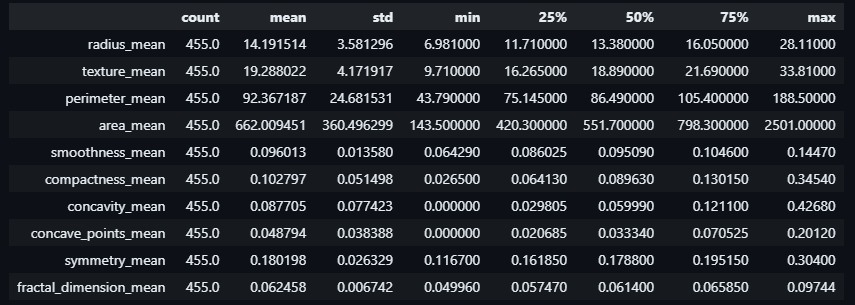 count mean std min 25% 50% 75% max
radius_mean 455.0 14.191514 3.581296 6.981000 11.710000 13.380000 16.050000 28.11000
texture_mean 455.0 19.288022 4.171917 9.710000 16.265000 18.890000 21.690000 33.81000
perimeter_mean 455.0 92.367187 24.681531 43.790000 75.145000 86.490000 105.400000 188.50000
area_mean 455.0 662.009451 360.496299 143.500000 420.300000 551.700000 798.300000 2501.00000
smoothness_mean 455.0 0.096013 0.013580 0.064290 0.086025 0.095090 0.104600 0.14470
compactness_mean 455.0 0.102797 0.051498 0.026500 0.064130 0.089630 0.130150 0.34540
concavity_mean 455.0 0.087705 0.077423 0.000000 0.029805 0.059990 0.121100 0.42680
concave_points_mean 455.0 0.048794 0.038388 0.000000 0.020685 0.033340 0.070525 0.20120
symmetry_mean 455.0 0.180198 0.026329 0.116700 0.161850 0.178800 0.195150 0.30400
fractal_dimension_mean 455.0 0.062458 0.006742 0.049960 0.057470 0.061400 0.065850 0.09744